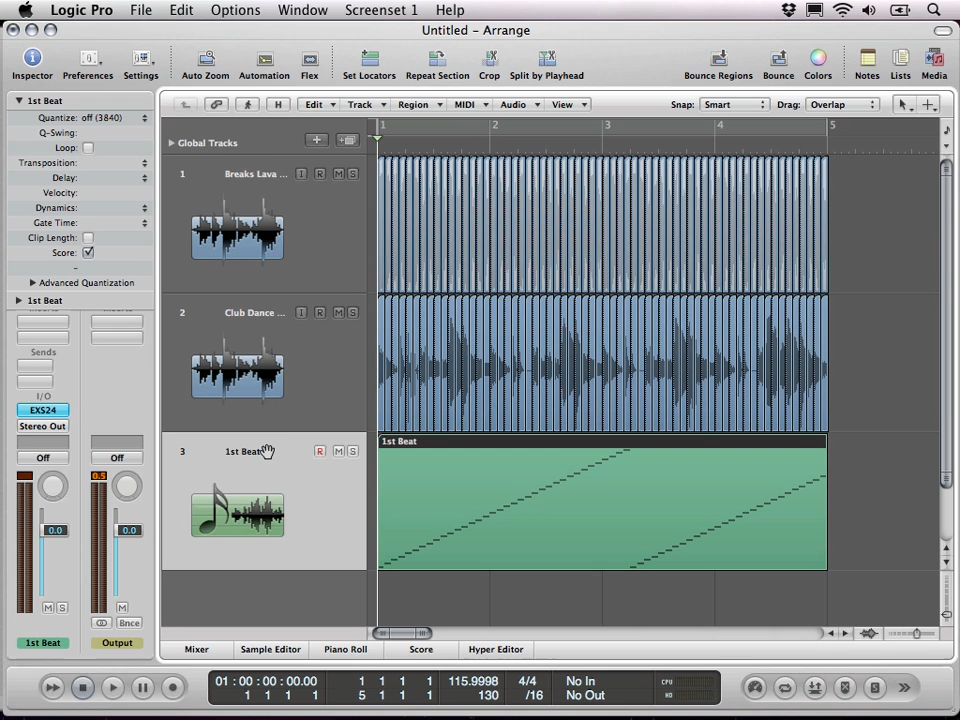 Logic Pro File Edit Options Window Screenset 1 Help
Untitled – Arrange
Inspector Preferences Settings Auto Zoom Automation Flex Set Locators Repeat Section Crop Split by Playhead Bounce Regions Bounce Colors Notes Lists Media
1st Beat
Quantize: off (3840)
Q-Swing:
Loop:
Transposition:
Delay:
Velocity:
Dynamics:
Gate Time:
Clip Length:
Score:
–
Advanced Quantization
1st Beat
Sends
I/O
EXS24
Stereo Out
Off Off
0.5
0.0 0.0
M S M
Bnce
1st Beat Output
H Edit Track Region MIDI Audio View Snap: Smart Drag: Overlap
Global Tracks
1 2 3 4 5
1 Breaks Lava ... I R M S
2 Club Dance ... I R M S
3 1st Beat R M S
1st Beat
Mixer Sample Editor Piano Roll Score Hyper Editor
01 : 00 : 00 : 00.00 1 1 1 1 115.9998 4/4 No In CPU
1 1 1 1 5 1 1 1 130 /16 No Out HD
S